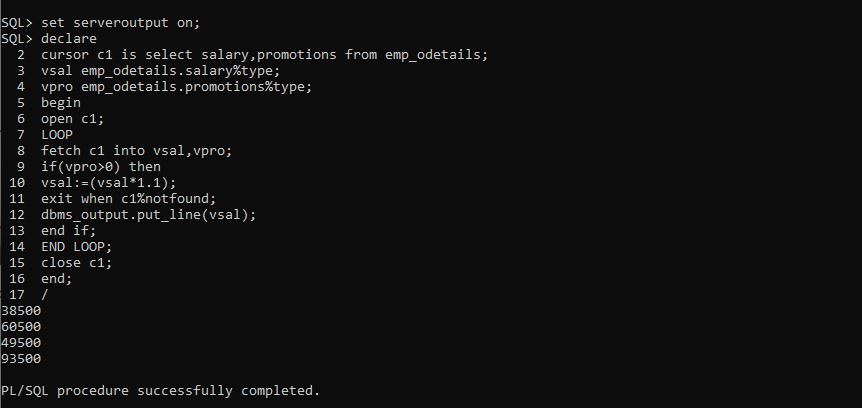 SQL> set serveroutput on;
SQL> declare
  2  cursor c1 is select salary,promotions from emp_odetails;
  3  vsal emp_odetails.salary%type;
  4  vpro emp_odetails.promotions%type;
  5  begin
  6  open c1;
  7  LOOP
  8  fetch c1 into vsal,vpro;
  9  if(vpro>0) then
 10  vsal:=(vsal*1.1);
 11  exit when c1%notfound;
 12  dbms_output.put_line(vsal);
 13  end if;
 14  END LOOP;
 15  close c1;
 16  end;
 17  /
38500
60500
49500
93500
PL/SQL procedure successfully completed.